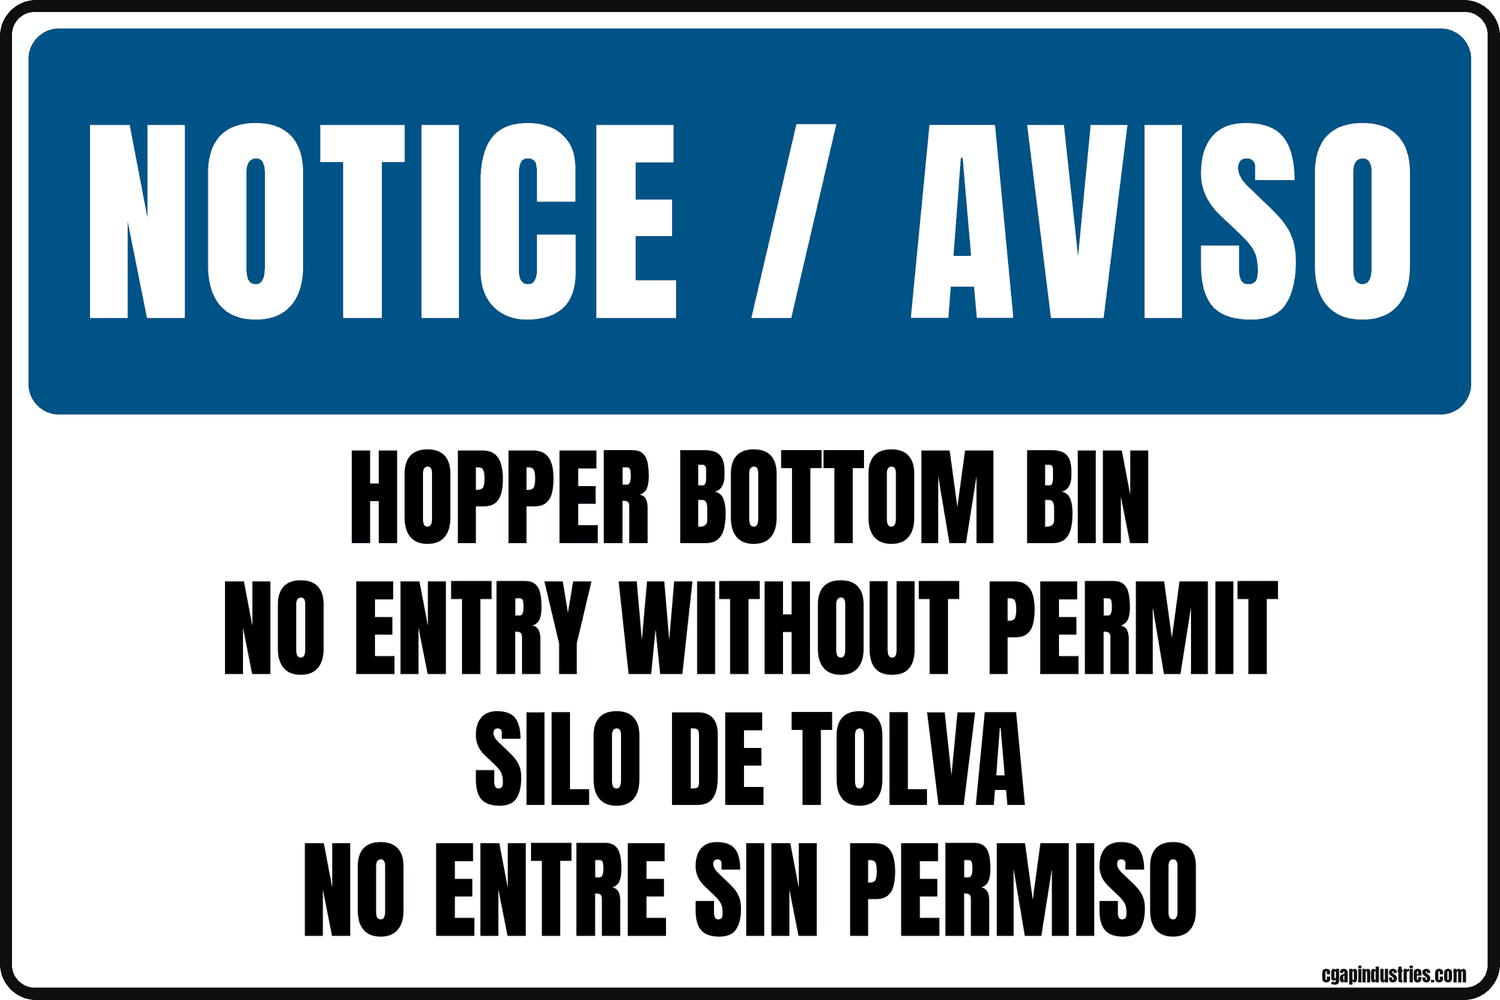 NOTICE / AVISO
HOPPER BOTTOM BIN
NO ENTRY WITHOUT PERMIT
SILO DE TOLVA
NO ENTRE SIN PERMISO
cgapindustries.com